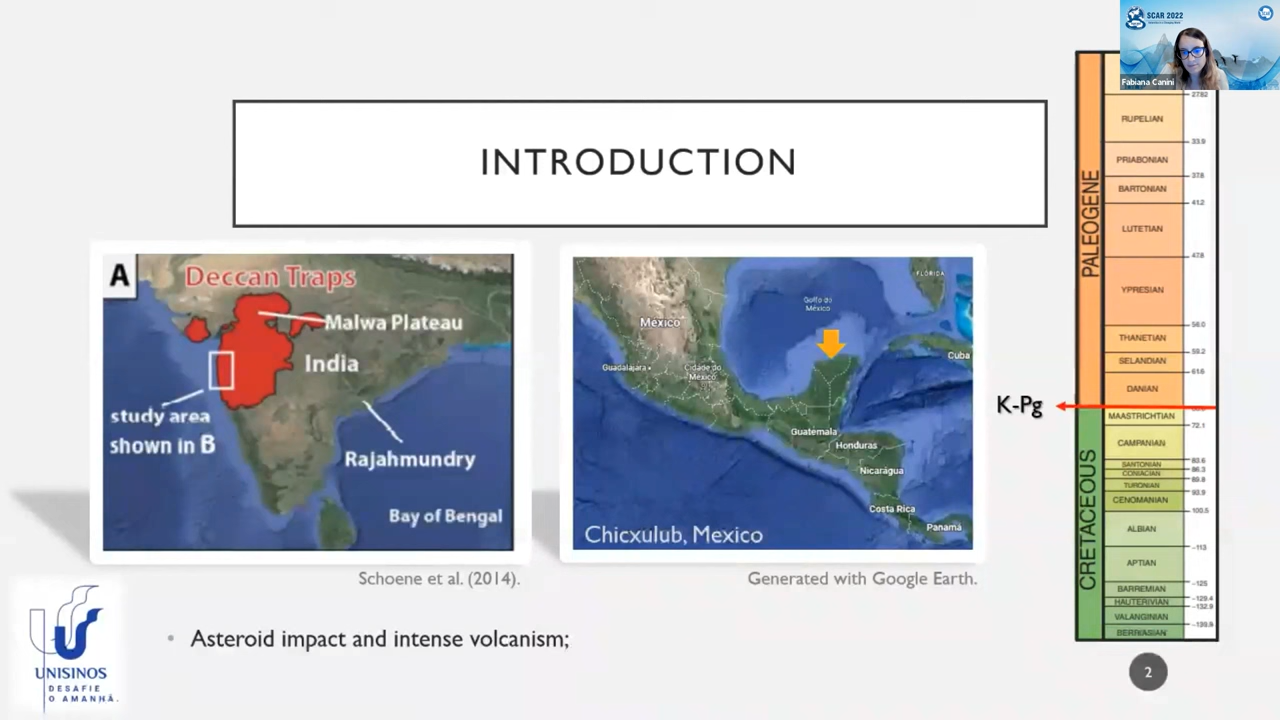 SCAR 2022
Fabiana Canini
INTRODUCTION
A
Deccan Traps
Malwa Plateau
India
study area
shown in B
Rajahmundry
Bay of Bengal
Schoene et al. (2014).
FLÓRIDA
Golfo do
México
México
Guadalajara
Cidade do
México
Cuba
Guatemala
Honduras
Nicarágua
Costa Rica
Panamá
Chicxulub, Mexico
Generated with Google Earth.
K-Pg
PALEOGENE
CRETACEOUS
27.82
RUPELIAN
33.9
PRIABONIAN
37.8
BARTONIAN
41.2
LUTETIAN
47.8
YPRESIAN
56.0
THANETIAN
59.2
SELANDIAN
61.6
DANIAN
MAASTRICHTIAN
72.1
CAMPANIAN
83.6
SANTONIAN
86.3
CONIACIAN
89.8
TURONIAN
93.9
CENOMANIAN
100.5
ALBIAN
~113
APTIAN
~125
BARREMIAN
~129.4
HAUTERIVIAN
~132.9
VALANGINIAN
~139.8
BERRIASIAN
• Asteroid impact and intense volcanism;
UNISINOS
DESAFIE
O AMANHÃ.
2